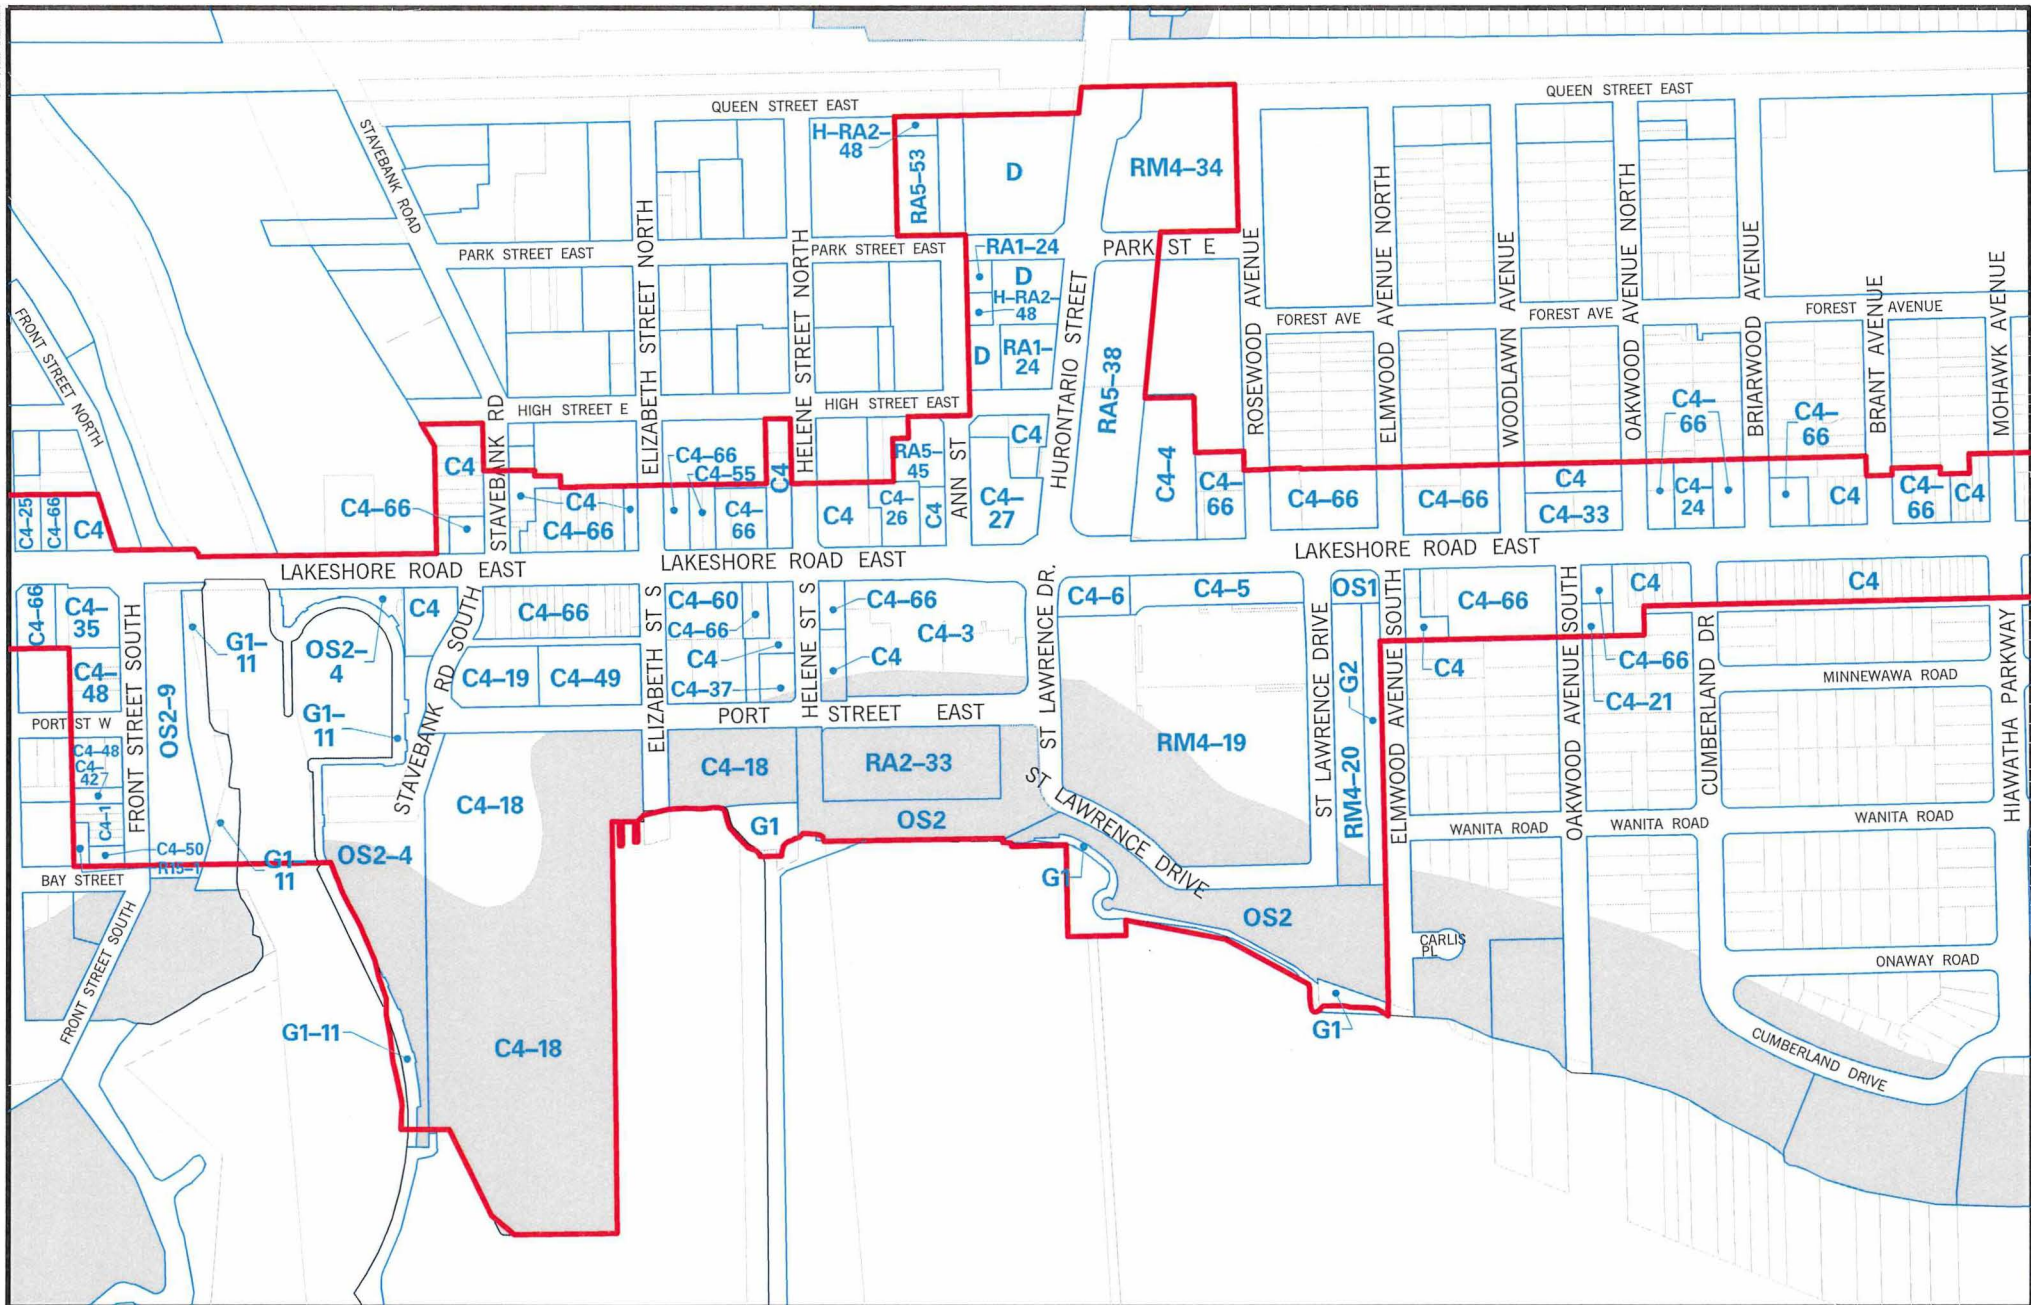 QUEEN STREET EAST
QUEEN STREET EAST
STAVEBANK ROAD
H-RA2-
48
RA5-53
D
RM4-34
PARK STREET EAST
ELIZABETH STREET NORTH
HELENE STREET NORTH
PARK STREET EAST
RA1-24
D
H-RA2-
48
D
RA1-
24
HURONTARIO STREET
PARK ST E
RA5-38
ROSEWOOD AVENUE
FOREST AVE
ELMWOOD AVENUE NORTH
WOODLAWN AVENUE
FOREST AVE
OAKWOOD AVENUE NORTH
BRIARWOOD AVENUE
FOREST AVENUE
BRANT AVENUE
MOHAWK AVENUE
FRONT STREET NORTH
HIGH STREET E
HIGH STREET EAST
C4-25
C4-66
C4
C4-66
C4
STAVEBANK RD
C4
C4-66
C4-66
C4-55
C4-
66
C4
C4
RA5-
45
C4-
26
C4
ANN ST
C4
C4-
27
C4-4
C4-
66
C4-66
C4-66
C4
C4-33
C4-
66
C4-
24
C4-
66
C4
C4-
66
C4
LAKESHORE ROAD EAST
LAKESHORE ROAD EAST
LAKESHORE ROAD EAST
C4-66
C4-
35
C4-
48
FRONT STREET SOUTH
OS2-9
G1-
11
OS2-
4
G1-
11
C4
STAVEBANK RD SOUTH
C4-66
C4-19
C4-49
ELIZABETH ST S
C4-60
C4-66
C4
C4-37
HELENE ST S
C4-66
C4-3
C4
ST LAWRENCE DR.
C4-6
C4-5
OS1
ST LAWRENCE DRIVE
G2
RM4-20
ELMWOOD AVENUE SOUTH
C4-66
C4
OAKWOOD AVENUE SOUTH
C4
C4-66
C4-21
CUMBERLAND DR
C4
MINNEWAWA ROAD
HIAWATHA PARKWAY
PORT ST W
PORT STREET EAST
C4-48
C4-
427
C4-1
C4-50
R15-1
BAY STREET
G1-
11
OS2-4
C4-18
C4-18
G1
RA2-33
OS2
RM4-19
ST LAWRENCE DRIVE
G1
OS2
G1
WANITA ROAD
WANITA ROAD
WANITA ROAD
CARLIS
PL
ONAWAY ROAD
CUMBERLAND DRIVE
FRONT STREET SOUTH
G1-11
C4-18